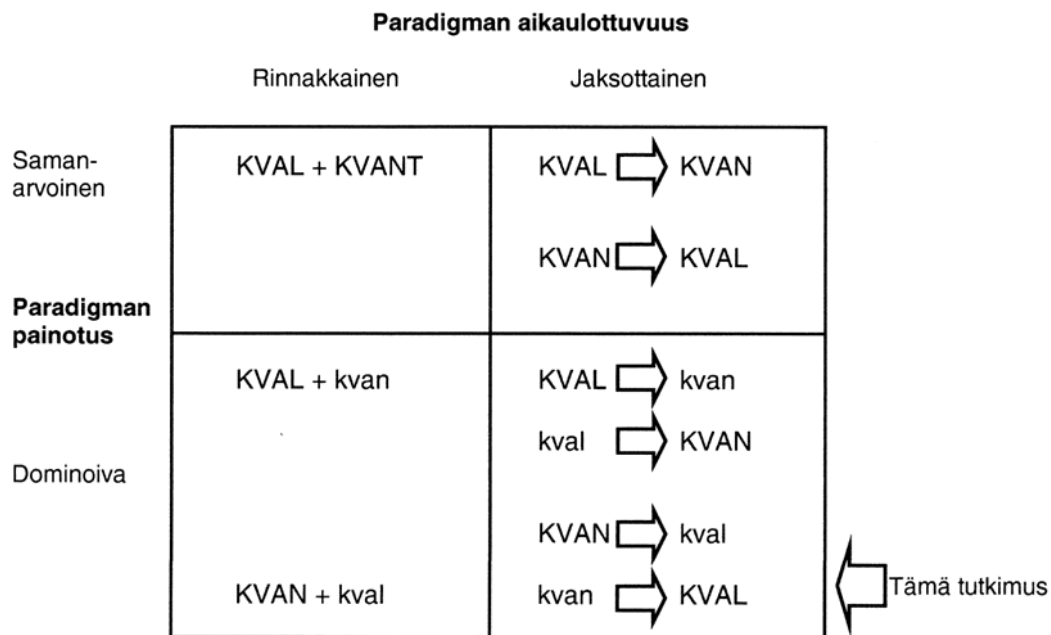 Paradigman aikaulottuvuus
Rinnakkainen Jaksottainen
Saman-
arvoinen
KVAL + KVANT KVAL KVAN
KVAN KVAL
Paradigman
painotus
KVAL + kvan KVAL kvan
kval KVAN
Dominoiva
KVAN kval
KVAN + kval kvan KVAL Tämä tutkimus